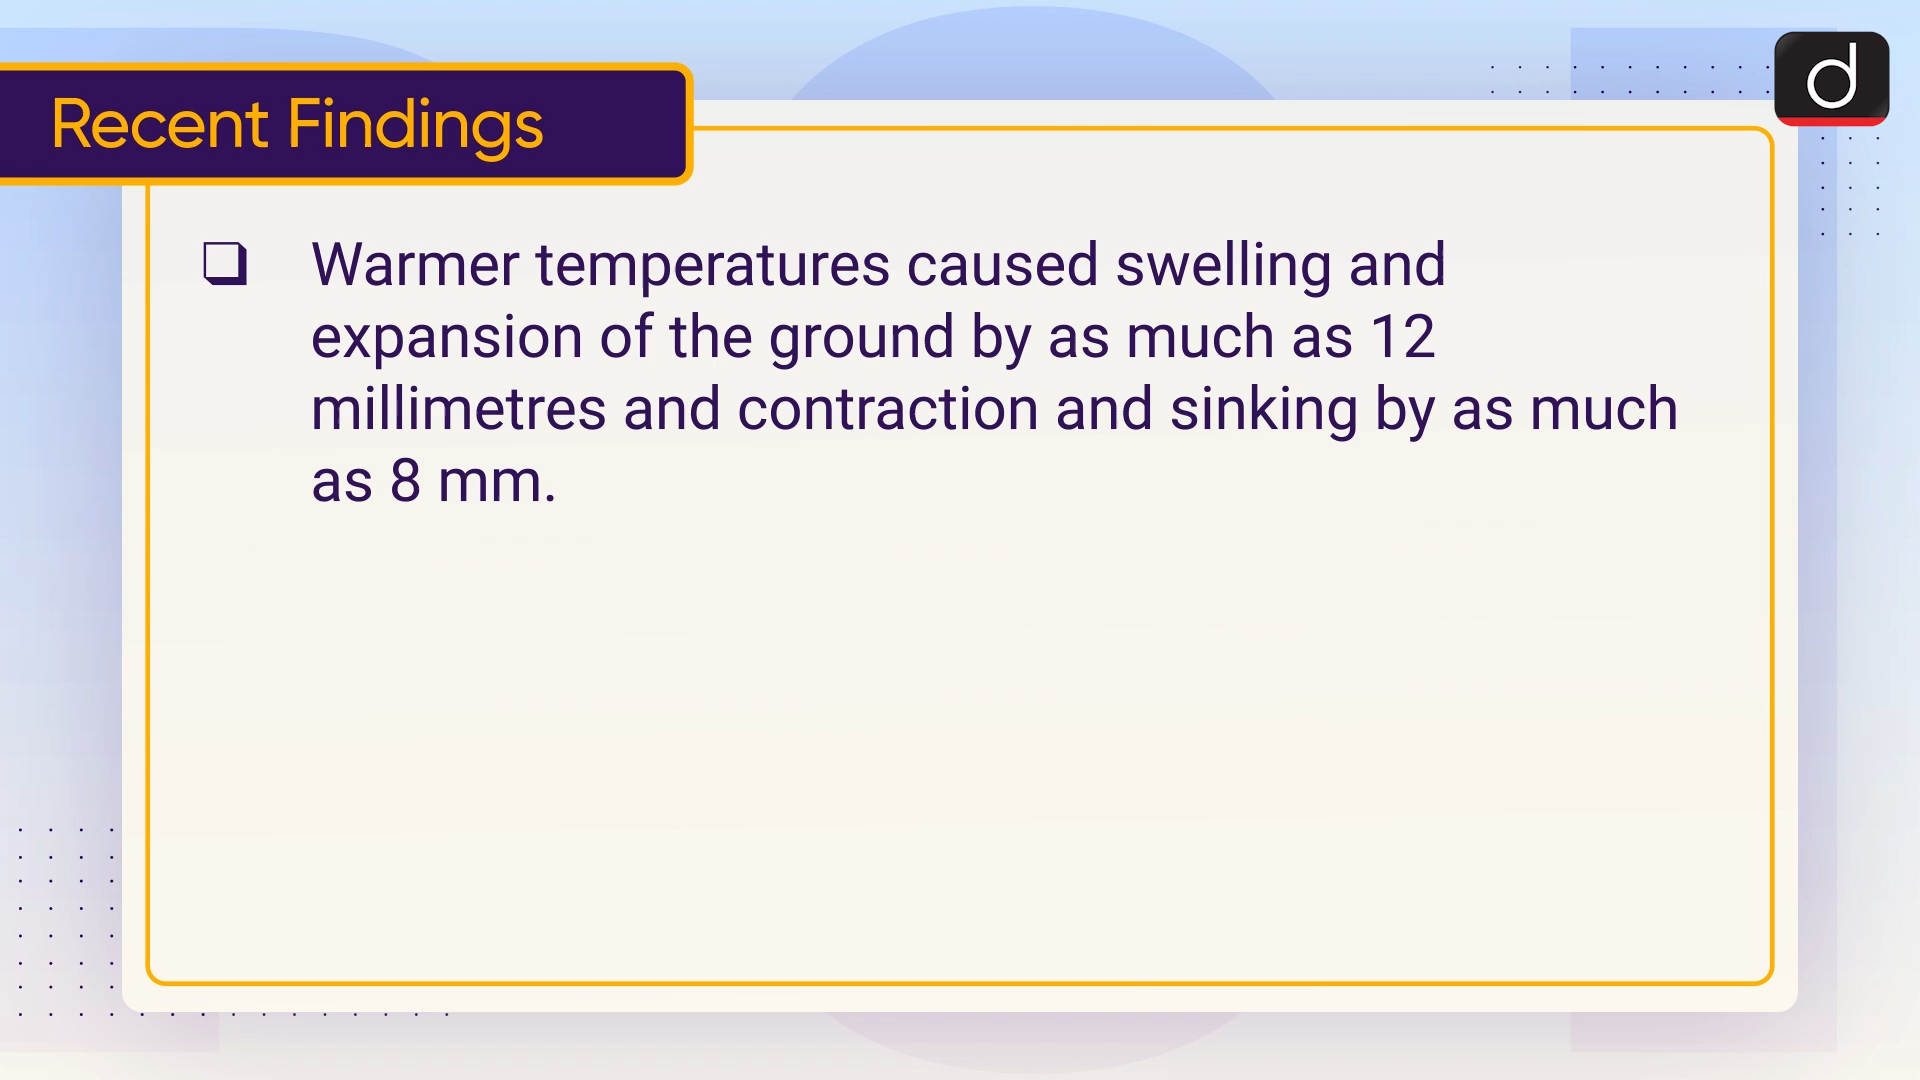 Recent Findings
d
❑ Warmer temperatures caused swelling and
expansion of the ground by as much as 12
millimetres and contraction and sinking by as much
as 8 mm.